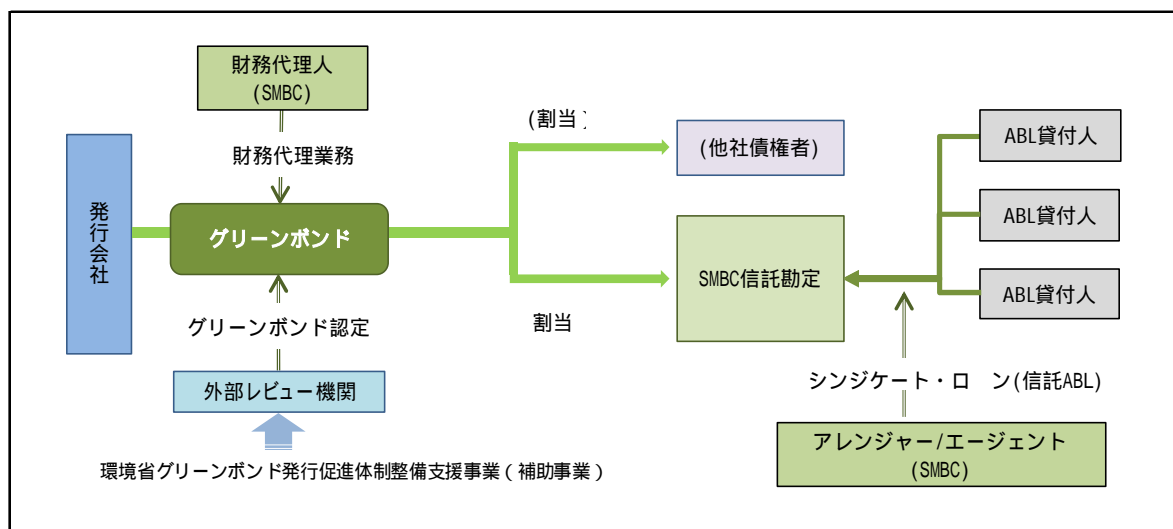 財務代理人
(SMBC)
財務代理業務
発行会社
グリーンボンド
グリーンボンド認定
外部レビュー機関
環境省グリーンボンド発行促進体制整備支援事業(補助事業)
(割当)
(他社債権者)
割当
SMBC信託勘定
ABL貸付人
ABL貸付人
ABL貸付人
シンジケート・ロ ン(信託ABL)
アレンジャー/エージェント
(SMBC)